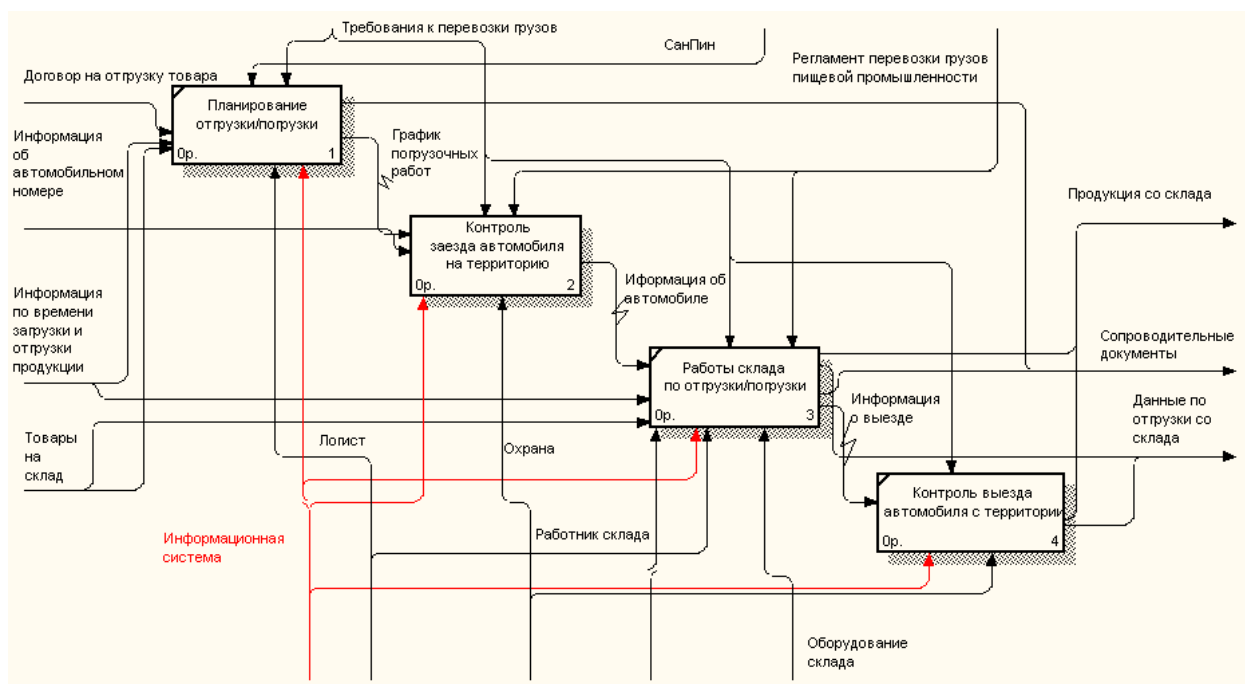 Требования к перевозки грузов
СанПин
Регламент перевозки грузов
пищевой промышленности
Договор на отгрузку товара
Планирование
отгрузки/погрузки
0р.
1
Информация
об
автомобильном
номере
График
погрузочных
работ
Продукция со склада
Контроль
заезда автомобиля
на территорию
0р.
2
Иформация об
автомобиле
Информация
по времени
загрузки и
отгрузки
продукции
Сопроводительные
документы
Работы склада
по отгрузки/погрузки
0р.
3
Информация
о выезде
Данные по
отгрузки со
склада
Товары
на
склад
Логист
Охрана
Контроль выезда
автомобиля с территории
0р.
4
Информационная
система
Работник склада
Оборудование
склада